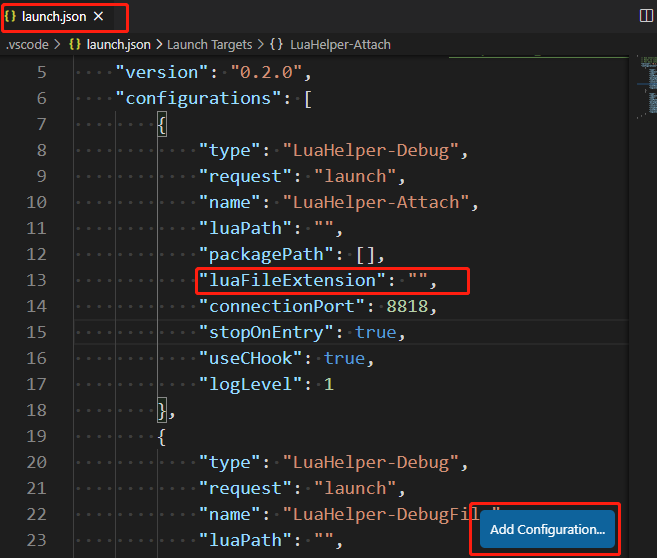 {} launch.json ×
.vscode > {} launch.json > Launch Targets > {} LuaHelper-Attach
5 "version": "0.2.0",
6 "configurations": [
7 {
8 "type": "LuaHelper-Debug",
9 "request": "launch",
10 "name": "LuaHelper-Attach",
11 "luaPath": "",
12 "packagePath": [],
13 "luaFileExtension": "",
14 "connectionPort": 8818,
15 "stopOnEntry": true,
16 "useCHook": true,
17 "logLevel": 1
18 },
19 {
20 "type": "LuaHelper-Debug",
21 "request": "launch",
22 "name": "LuaHelper-DebugFil
23 "luaPath": "",
Add Configuration...